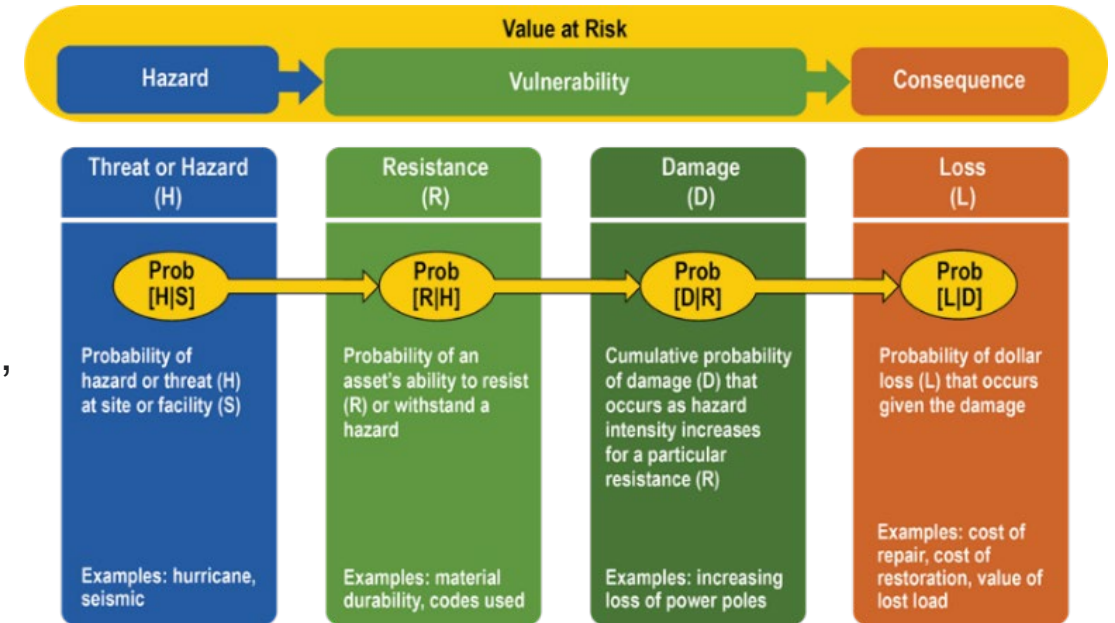 Value at Risk
Hazard
Vulnerability
Consequence
Threat or Hazard
(H)
Prob
[H|S]
Probability of
hazard or threat (H)
at site or facility (S)
Examples: hurricane,
seismic
Resistance
(R)
Prob
[R|H]
Probability of an
asset's ability to resist
(R) or withstand a
hazard
Examples: material
durability, codes used
Damage
(D)
Prob
[D|R]
Cumulative probability
of damage (D) that
occurs as hazard
intensity increases
for a particular
resistance (R)
Examples: increasing
loss of power poles
Loss
(L)
Prob
[L|D]
Probability of dollar
loss (L) that occurs
given the damage
Examples: cost of
repair, cost of
restoration, value of
lost load
,